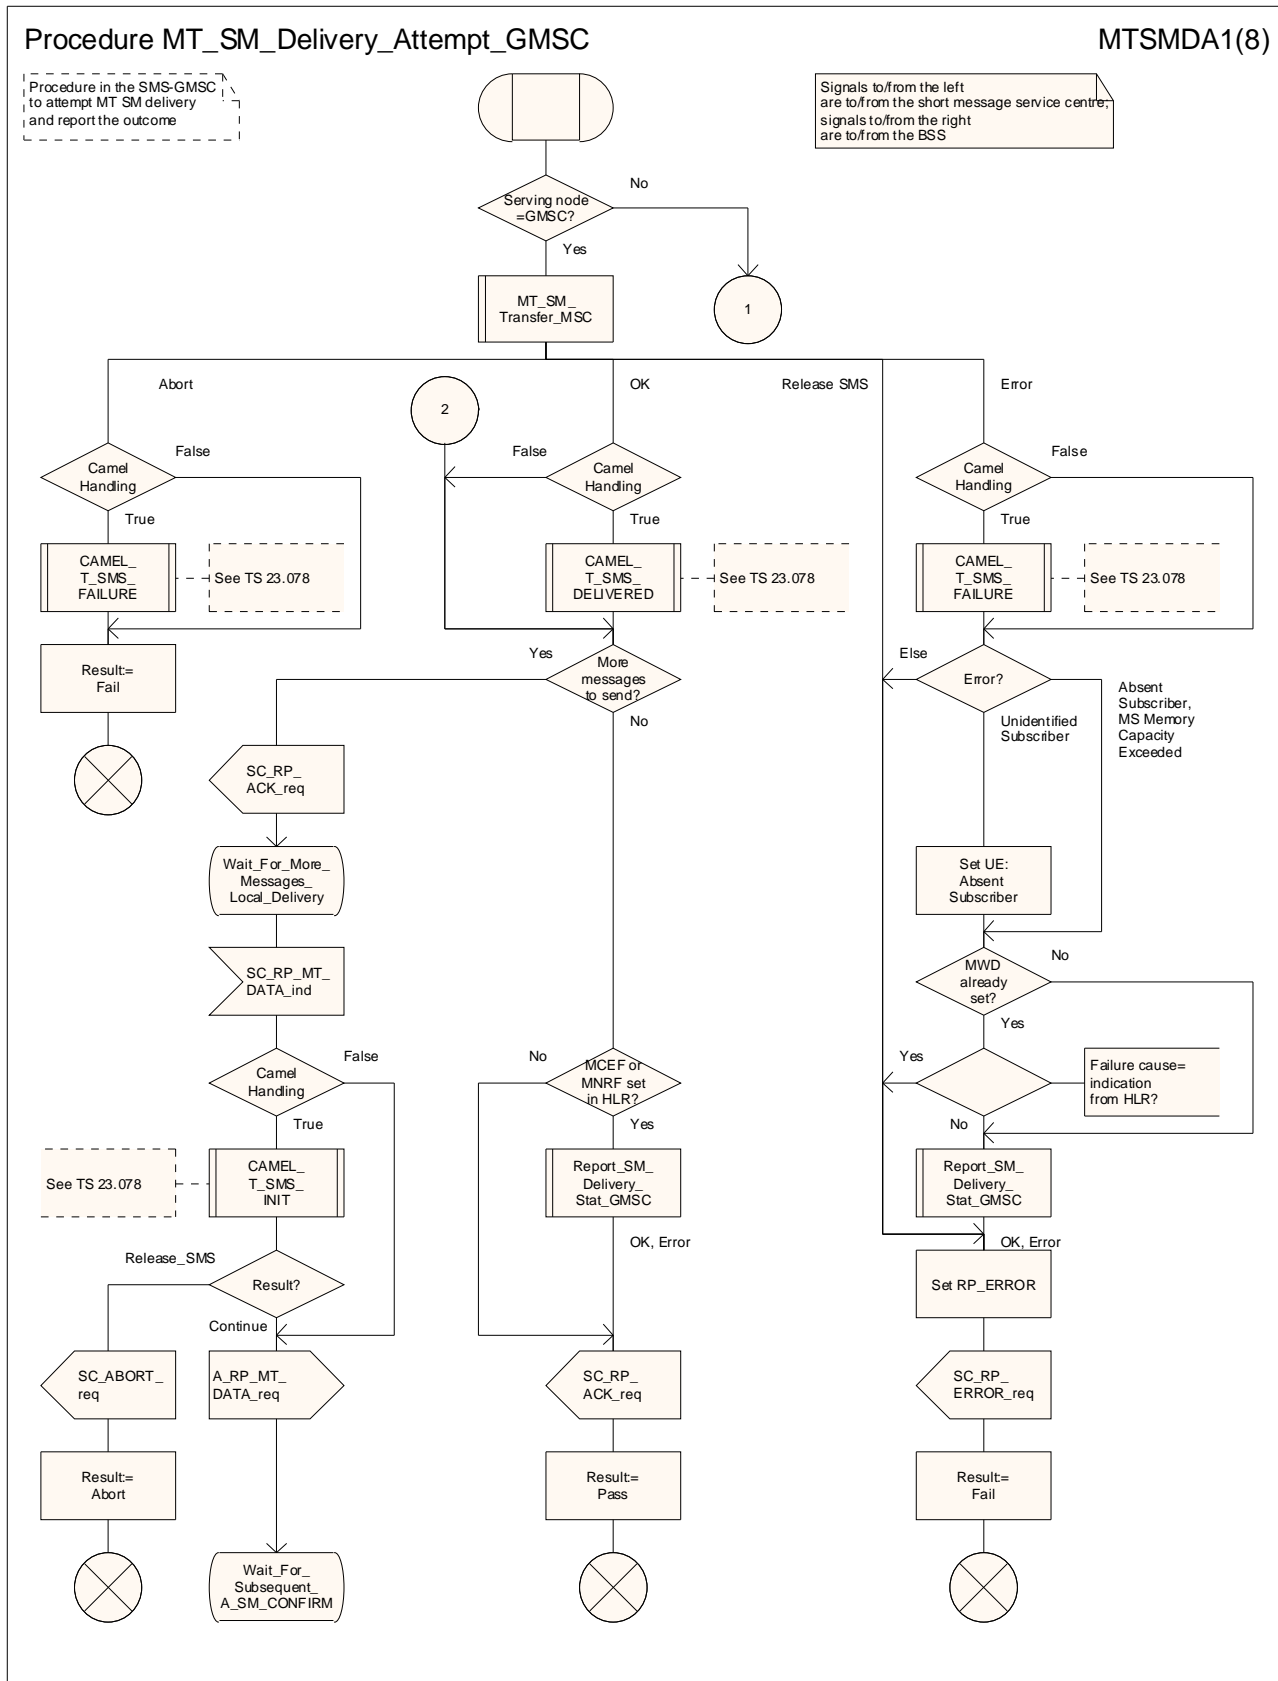 Procedure MT_SM_Delivery_Attempt_GMSC
MTSMDA1(8)
Procedure in the SMS-GMSC
to attempt MT SM delivery
and report the outcome
Signals to/from the left
are to/from the short message service centre;
signals to/from the right
are to/from the BSS
Serving node
=GMSC?
No
Yes
MT_SM_
Transfer_MSC
1
Abort
OK
Release SMS
Error
2
Camel
Handling
False
True
False
Camel
Handling
True
Camel
Handling
False
True
CAMEL_
T_SMS_
FAILURE
See TS 23.078
CAMEL_
T_SMS_
DELIVERED
See TS 23.078
CAMEL_
T_SMS_
FAILURE
See TS 23.078
Result:=
Fail
Yes
More
messages
to send?
No
Else
Error?
Unidentified
Subscriber
Absent
Subscriber,
MS Memory
Capacity
Exceeded
SC_RP_
ACK_req
Wait_For_More_
Messages_
Local_Delivery
Set UE:
Absent
Subscriber
SC_RP_MT_
DATA_ind
MWD
already
set?
No
Yes
Camel
Handling
False
True
No
MCEF or
MNRF set
in HLR?
Yes
Yes
Failure cause=
indication
from HLR?
No
See TS 23.078
CAMEL_
T_SMS_
INIT
Report_SM_
Delivery_
Stat_GMSC
Report_SM_
Delivery_
Stat_GMSC
OK, Error
OK, Error
Release_SMS
Result?
Continue
Set RP_ERROR
SC_ABORT_
req
A_RP_MT_
DATA_req
SC_RP_
ACK_req
SC_RP_
ERROR_req
Result:=
Abort
Result:=
Pass
Result:=
Fail
Wait_For_
Subsequent_
A_SM_CONFIRM